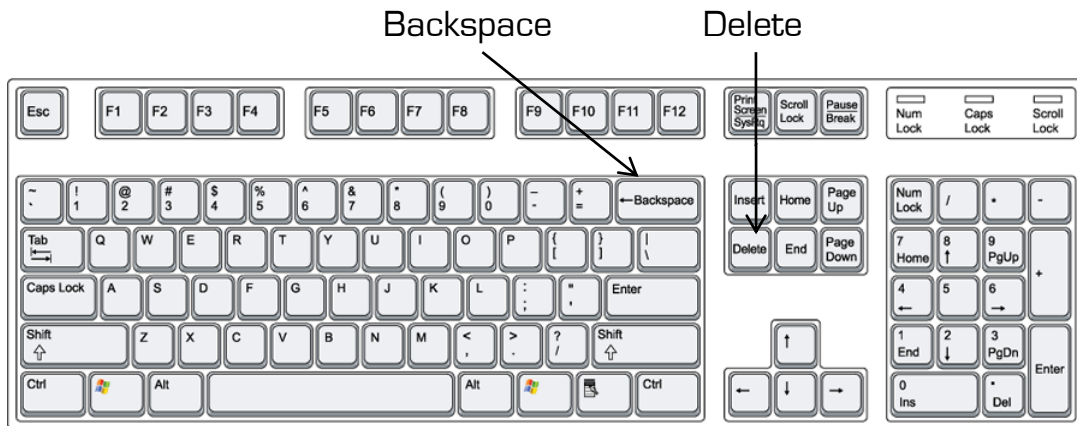 Backspace Delete
Esc F1 F2 F3 F4 F5 F6 F7 F8 F9 F10 F11 F12 Print Screen SysRq Scroll Lock Pause Break Num Lock Caps Lock Scroll Lock
~ ` ! 1 @ 2 # 3 $ 4 % 5 ^ 6 & 7 * 8 ( 9 ) 0 – - + = ←Backspace Insert Home Page Up Num Lock / * -
Tab Q W E R T Y U I O P { [ } ] | \ Delete End Page Down 7 Home 8 ↑ 9 PgUp +
Caps Lock A S D F G H J K L : ; " ' Enter 4 ← 5 6 →
Shift Z X C V B N M < , > . ? / Shift ↑ 1 End 2 ↓ 3 PgDn Enter
Ctrl Alt Alt Ctrl ← ↓ → 0 Ins . Del